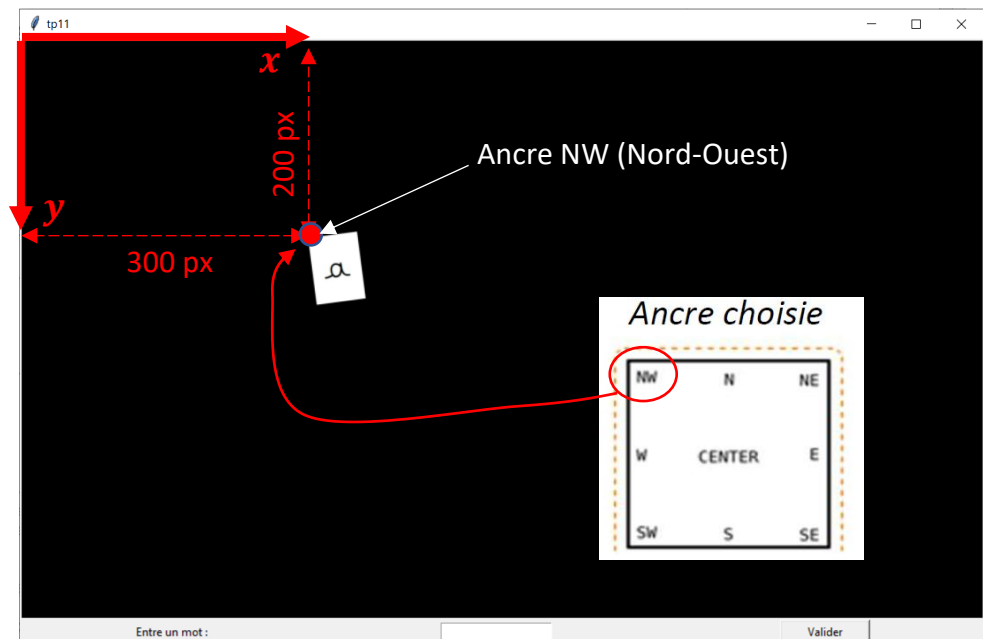 tp11
x
200 px
Ancre NW (Nord-Ouest)
y
300 px
a
Ancre choisie
NW N NE
W CENTER E
SW S SE
Entre un mot :
Valider